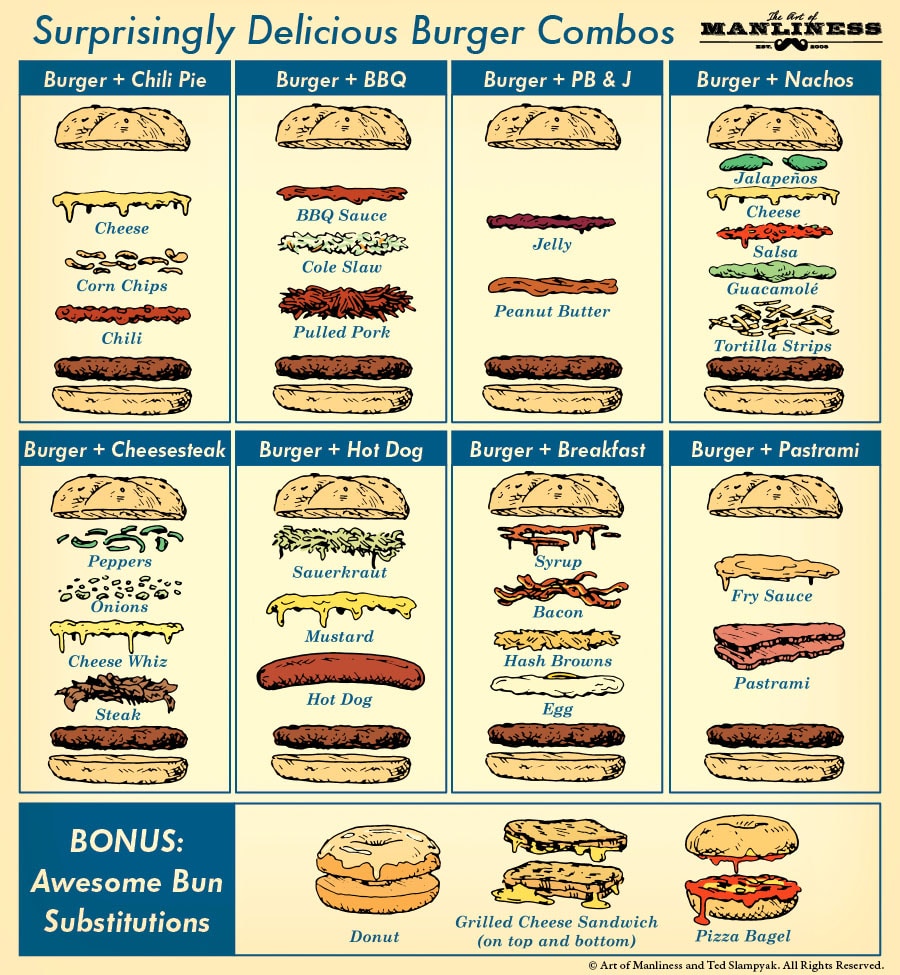 Surprisingly Delicious Burger Combos
The Art of
MANLINESS
EST. 2008
Burger + Chili Pie
Cheese
Corn Chips
Chili
Burger + BBQ
BBQ Sauce
Cole Slaw
Pulled Pork
Burger + PB & J
Jelly
Peanut Butter
Burger + Nachos
Jalapeños
Cheese
Salsa
Guacamolé
Tortilla Strips
Burger + Cheesesteak
Peppers
Onions
Cheese Whiz
Steak
Burger + Hot Dog
Sauerkraut
Mustard
Hot Dog
Burger + Breakfast
Syrup
Bacon
Hash Browns
Egg
Burger + Pastrami
Fry Sauce
Pastrami
BONUS:
Awesome Bun
Substitutions
Donut
Grilled Cheese Sandwich
(on top and bottom)
Pizza Bagel
© Art of Manliness and Ted Slampyak. All Rights Reserved.